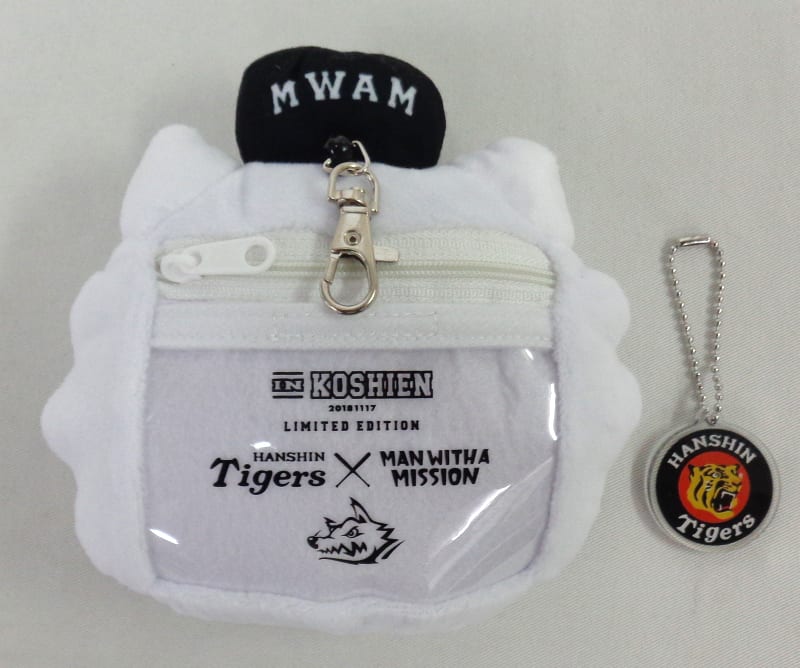 MWAM
IN KOSHIEN
20181117
LIMITED EDITION
HANSHIN
Tigers × MAN WITH A
MISSION
HANSHIN
Tigers